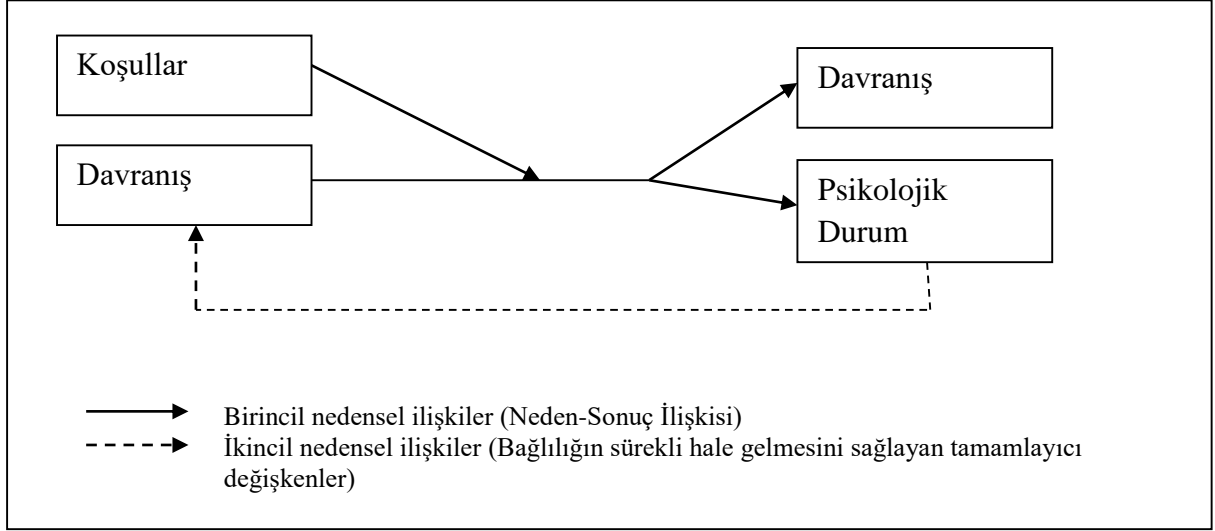 Koşullar
Davranış
Davranış
Psikolojik
Durum
Birincil nedensel ilişkiler (Neden-Sonuç İlişkisi)
İkincil nedensel ilişkiler (Bağlılığın sürekli hale gelmesini sağlayan tamamlayıcı
değişkenler)